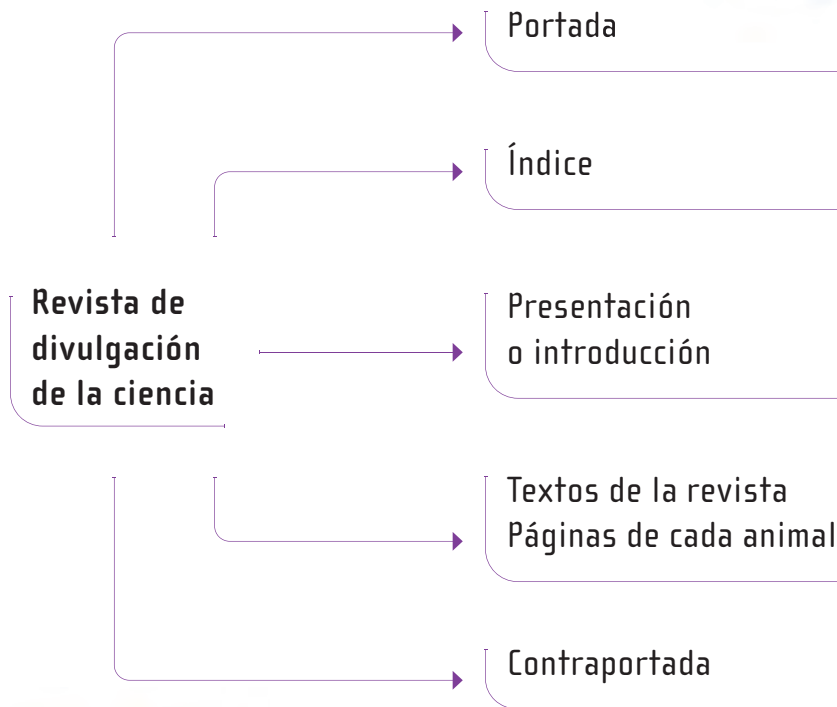 Portada
Índice
Revista de
divulgación
de la ciencia
Presentación
o introducción
Textos de la revista
Páginas de cada animal
Contraportada